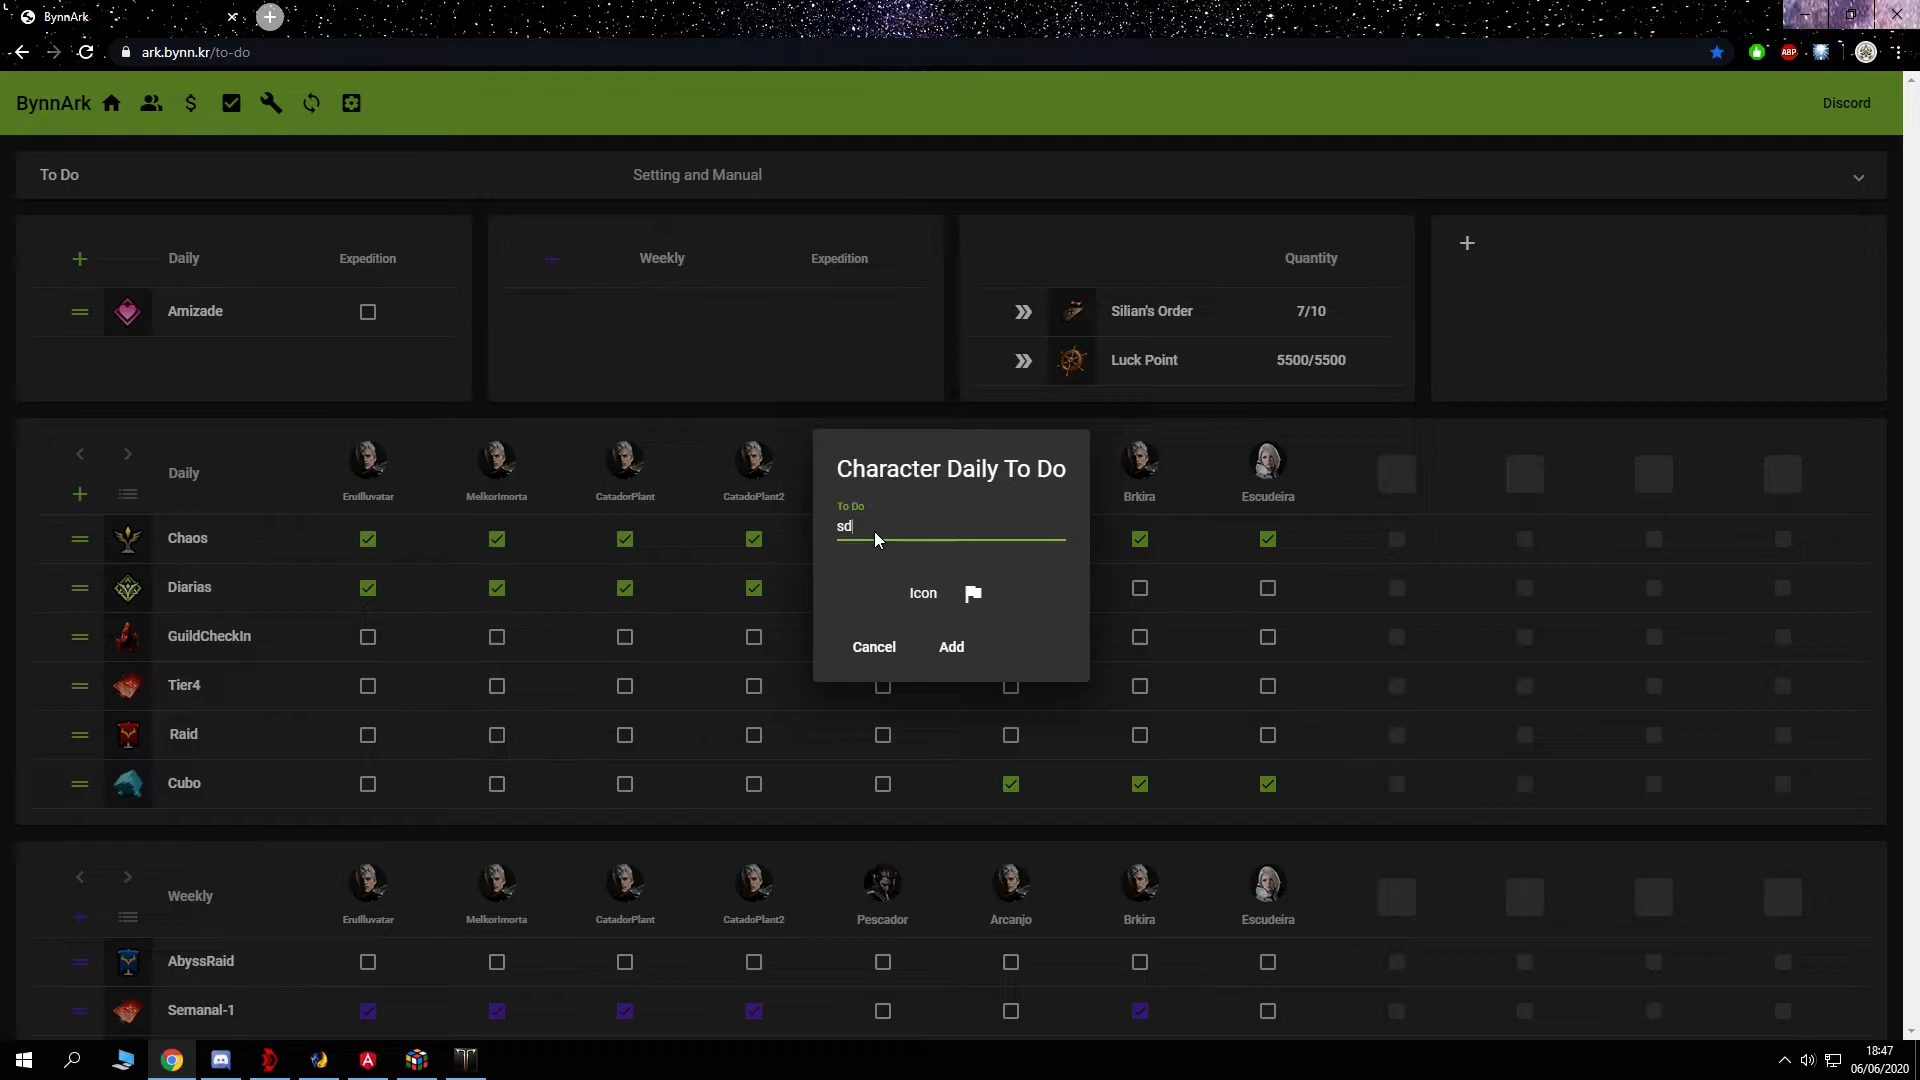 BynnArk
ark.bynn.kr/to-do
ABP
BynnArk
Discord
To Do Setting and Manual
Daily Expedition
Amizade
Weekly Expedition
Quantity
Silian's Order 7/10
Luck Point 5500/5500
Daily
EruIlluvatar MelkorImorta CatadorPlant CatadoPlant2 Brkira Escudeira
Chaos
Diarias
GuildCheckIn
Tier4
Raid
Cubo
Character Daily To Do
To Do
sd
Icon
Cancel Add
Weekly
EruIlluvatar MelkorImorta CatadorPlant CatadoPlant2 Pescador Arcanjo Brkira Escudeira
AbyssRaid
Semanal-1
18:47
06/06/2020